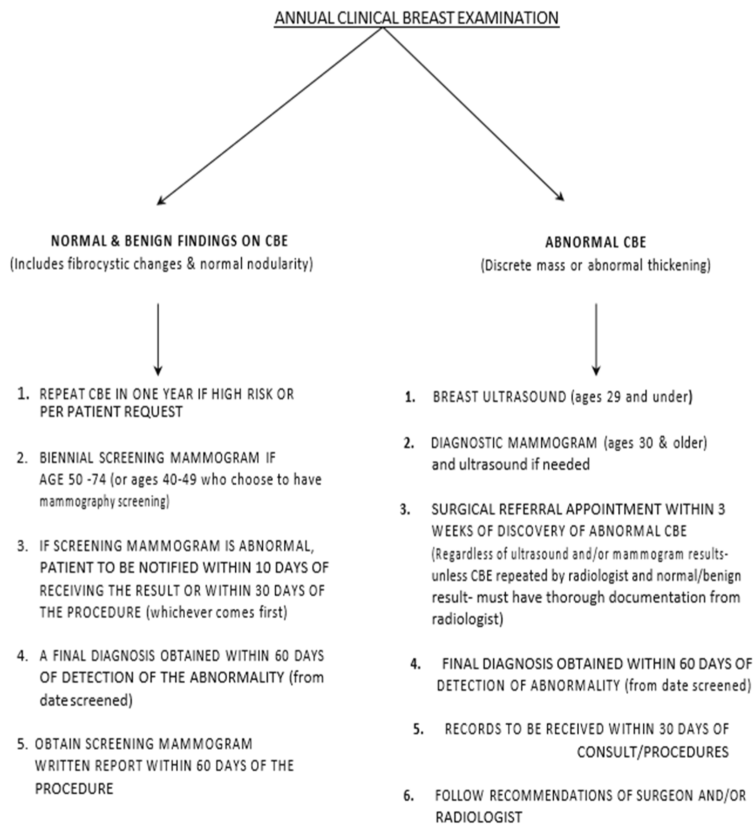 ANNUAL CLINICAL BREAST EXAMINATION
NORMAL & BENIGN FINDINGS ON CBE
(Includes fibrocystic changes & normal nodularity)
1. REPEAT CBE IN ONE YEAR IF HIGH RISK OR
PER PATIENT REQUEST
2. BIENNIAL SCREENING MAMMOGRAM IF
AGE 50 -74 (or ages 40-49 who choose to have
mammography screening)
3. IF SCREENING MAMMOGRAM IS ABNORMAL,
PATIENT TO BE NOTIFIED WITHIN 10 DAYS OF
RECEIVING THE RESULT OR WITHIN 30 DAYS OF
THE PROCEDURE (whichever comes first)
4. A FINAL DIAGNOSIS OBTAINED WITHIN 60 DAYS
OF DETECTION OF THE ABNORMALITY (from
date screened)
5. OBTAIN SCREENING MAMMOGRAM
WRITTEN REPORT WITHIN 60 DAYS OF THE
PROCEDURE
ABNORMAL CBE
(Discrete mass or abnormal thickening)
1. BREAST ULTRASOUND (ages 29 and under)
2. DIAGNOSTIC MAMMOGRAM (ages 30 & older)
and ultrasound if needed
3. SURGICAL REFERRAL APPOINTMENT WITHIN 3
WEEKS OF DISCOVERY OF ABNORMAL CBE
(Regardless of ultrasound and/or mammogram results-
unless CBE repeated by radiologist and normal/benign
result- must have thorough documentation from
radiologist)
4. FINAL DIAGNOSIS OBTAINED WITHIN 60 DAYS OF
DETECTION OF ABNORMALITY (from date screened)
5. RECORDS TO BE RECEIVED WITHIN 30 DAYS OF
CONSULT/PROCEDURES
6. FOLLOW RECOMMENDATIONS OF SURGEON AND/OR
RADIOLOGIST